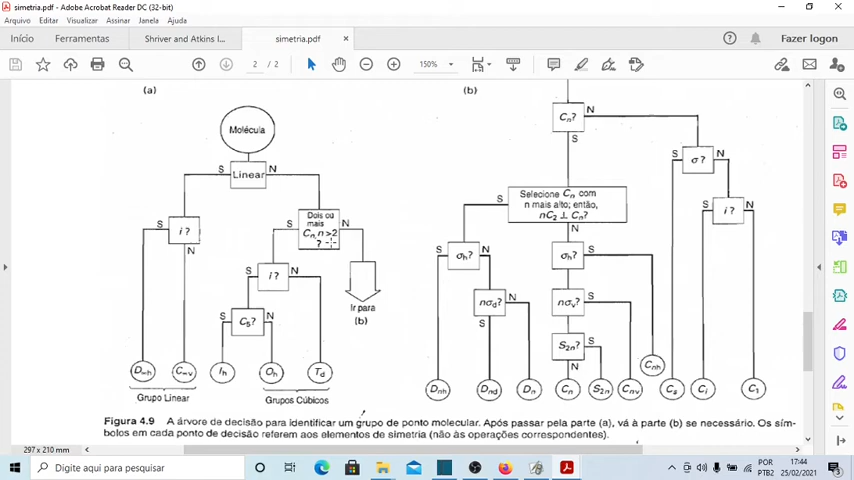 simetria.pdf - Adobe Acrobat Reader DC (32-bit)
Arquivo Editar Visualizar Assinar Janela Ajuda
Início Ferramentas Shriver and Atkins I... simetria.pdf × Fazer logon
2 / 2 150%
(a) (b)
Molécula
Linear
S N
i?
S N
Dois ou
mais
Cn, n >2
?
S N
i?
S N
C5?
S N
Ir para
(b)
D∞h C∞v Ih Oh Td
Grupo Linear Grupos Cúbicos
Cn?
N
S
σ?
S N
i?
S N
Selecione Cn com
n mais alto; então,
nC2 ⊥ Cn?
S
N
σh?
S N
nσd?
N
S
σh?
S
N
nσv?
S
N
S2n?
S
N
Dnh Dnd Dn Cn S2n Cnv Cnh Cs Ci C1
Figura 4.9 A árvore de decisão para identificar um grupo de ponto molecular. Após passar pela parte (a), vá à parte (b) se necessário. Os sím-
bolos em cada ponto de decisão referem aos elementos de simetria (não às operações correspondentes).
297 x 210 mm
Digite aqui para pesquisar
POR
PTB2
17:44
25/02/2021
3